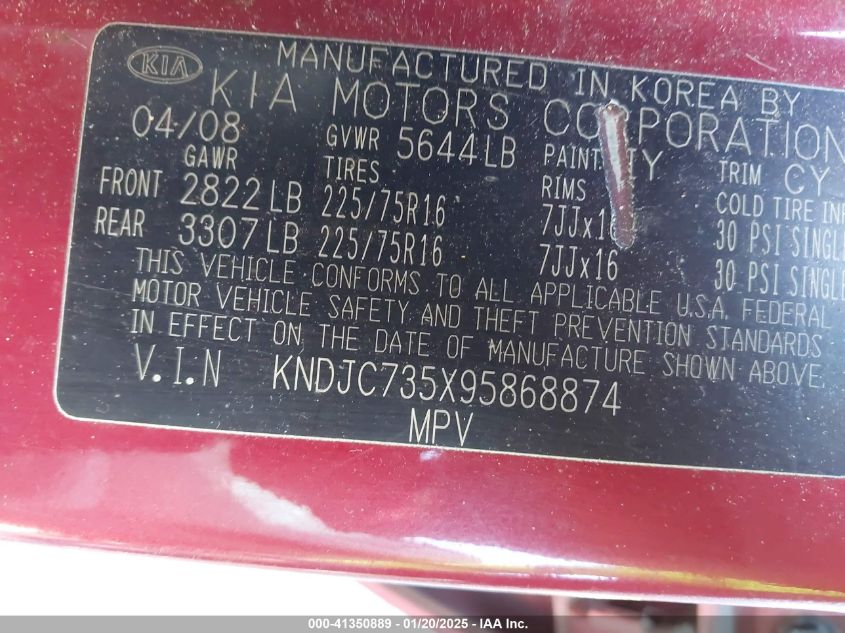 KIA MANUFACTURED IN KOREA BY
KIA MOTORS CORPORATION
04/08 GVWR 5644LB PAINT TY TRIM CY
GAWR TIRES RIMS COLD TIRE
FRONT 2822LB 225/75R16 7JJx1 30 PSI SINGLE
REAR 3307LB 225/75R16 7JJx16 30 PSI SINGLE
THIS VEHICLE CONFORMS TO ALL APPLICABLE U.S.A. FEDERAL
MOTOR VEHICLE SAFETY AND THEFT PREVENTION STANDARDS
IN EFFECT ON THE DATE OF MANUFACTURE SHOWN ABOVE.
V.I.N KNDJC735X95868874
MPV
000-41350889 - 01/20/2025 - IAA, Inc.